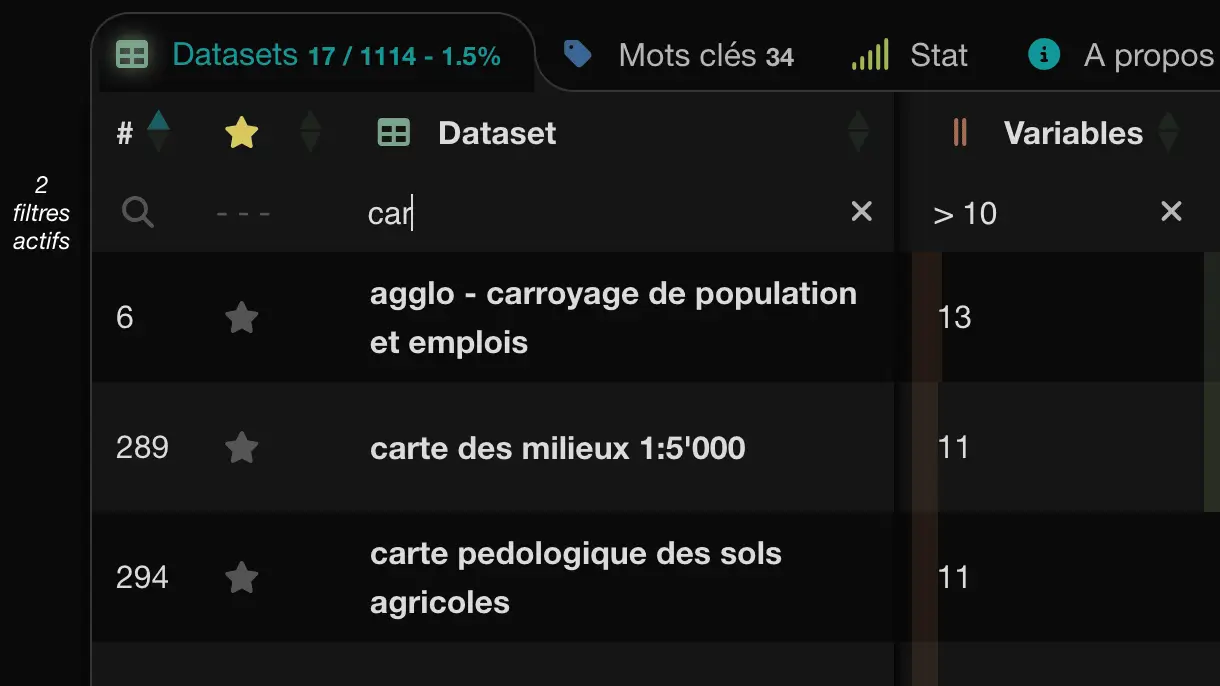 Datasets 17 / 1114 - 1.5% Mots clés 34 Stat A propos
# Dataset Variables
2
filtres
actifs
- - - car > 10
6 agglo - carroyage de population
et emplois 13
289 carte des milieux 1:5'000 11
294 carte pedologique des sols
agricoles 11